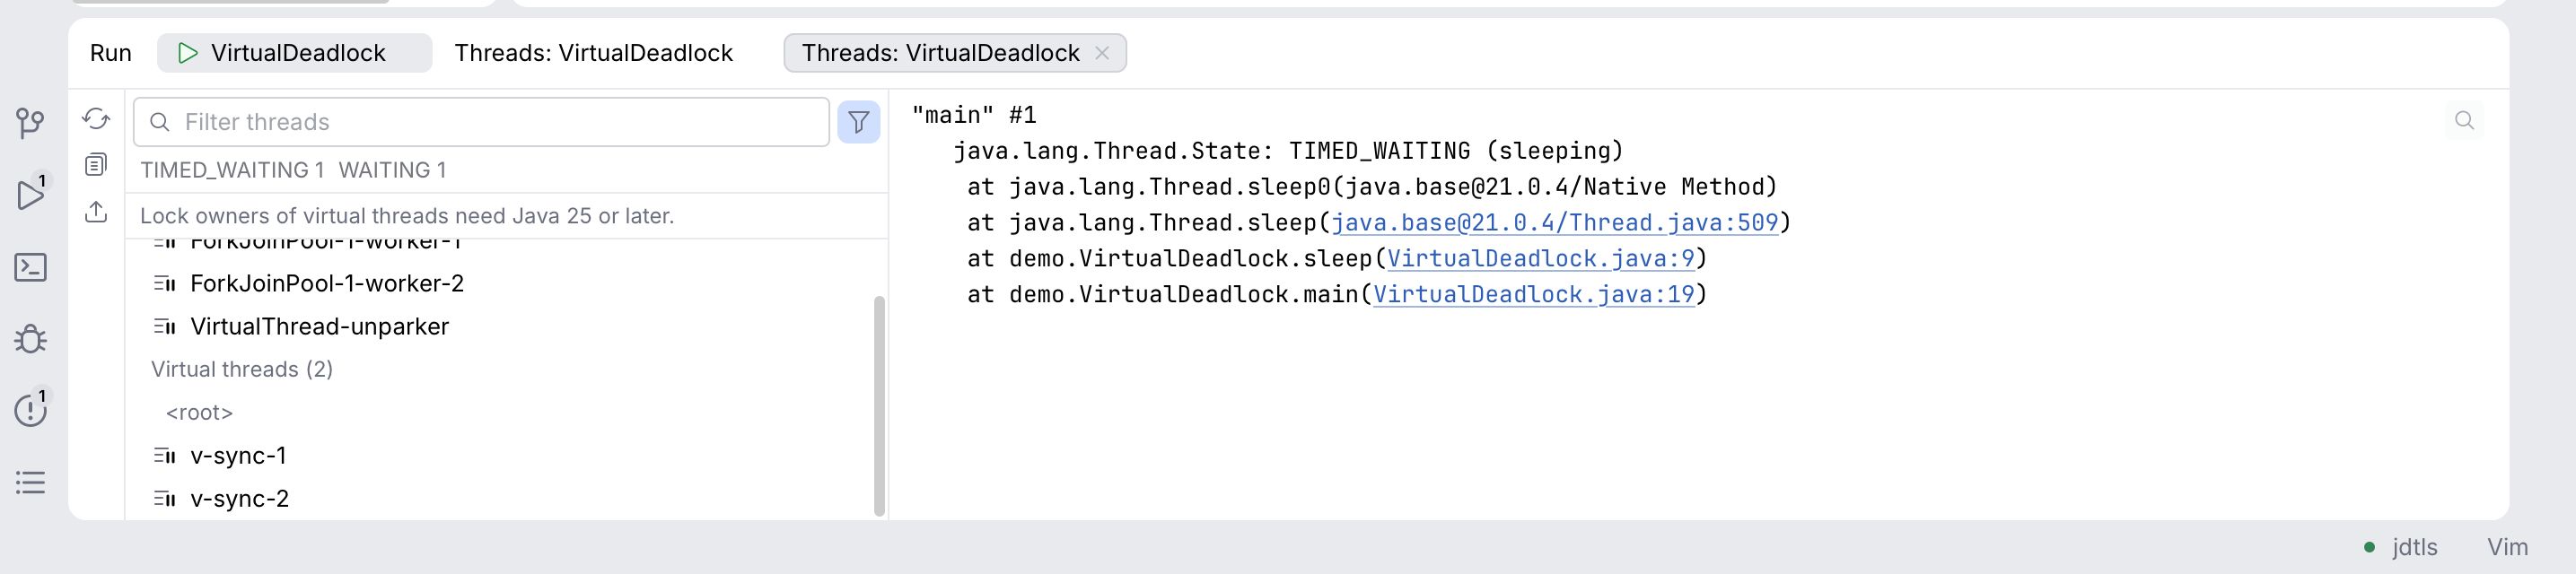 Run VirtualDeadlock Threads: VirtualDeadlock Threads: VirtualDeadlock
Filter threads
TIMED_WAITING 1 WAITING 1
Lock owners of virtual threads need Java 25 or later.
ForkJoinPool-1-worker-1
ForkJoinPool-1-worker-2
VirtualThread-unparker
Virtual threads (2)
<root>
v-sync-1
v-sync-2
"main" #1
java.lang.Thread.State: TIMED_WAITING (sleeping)
at java.lang.Thread.sleep0(java.base@21.0.4/Native Method)
at java.lang.Thread.sleep(java.base@21.0.4/Thread.java:509)
at demo.VirtualDeadlock.sleep(VirtualDeadlock.java:9)
at demo.VirtualDeadlock.main(VirtualDeadlock.java:19)
1
1
jdtls Vim